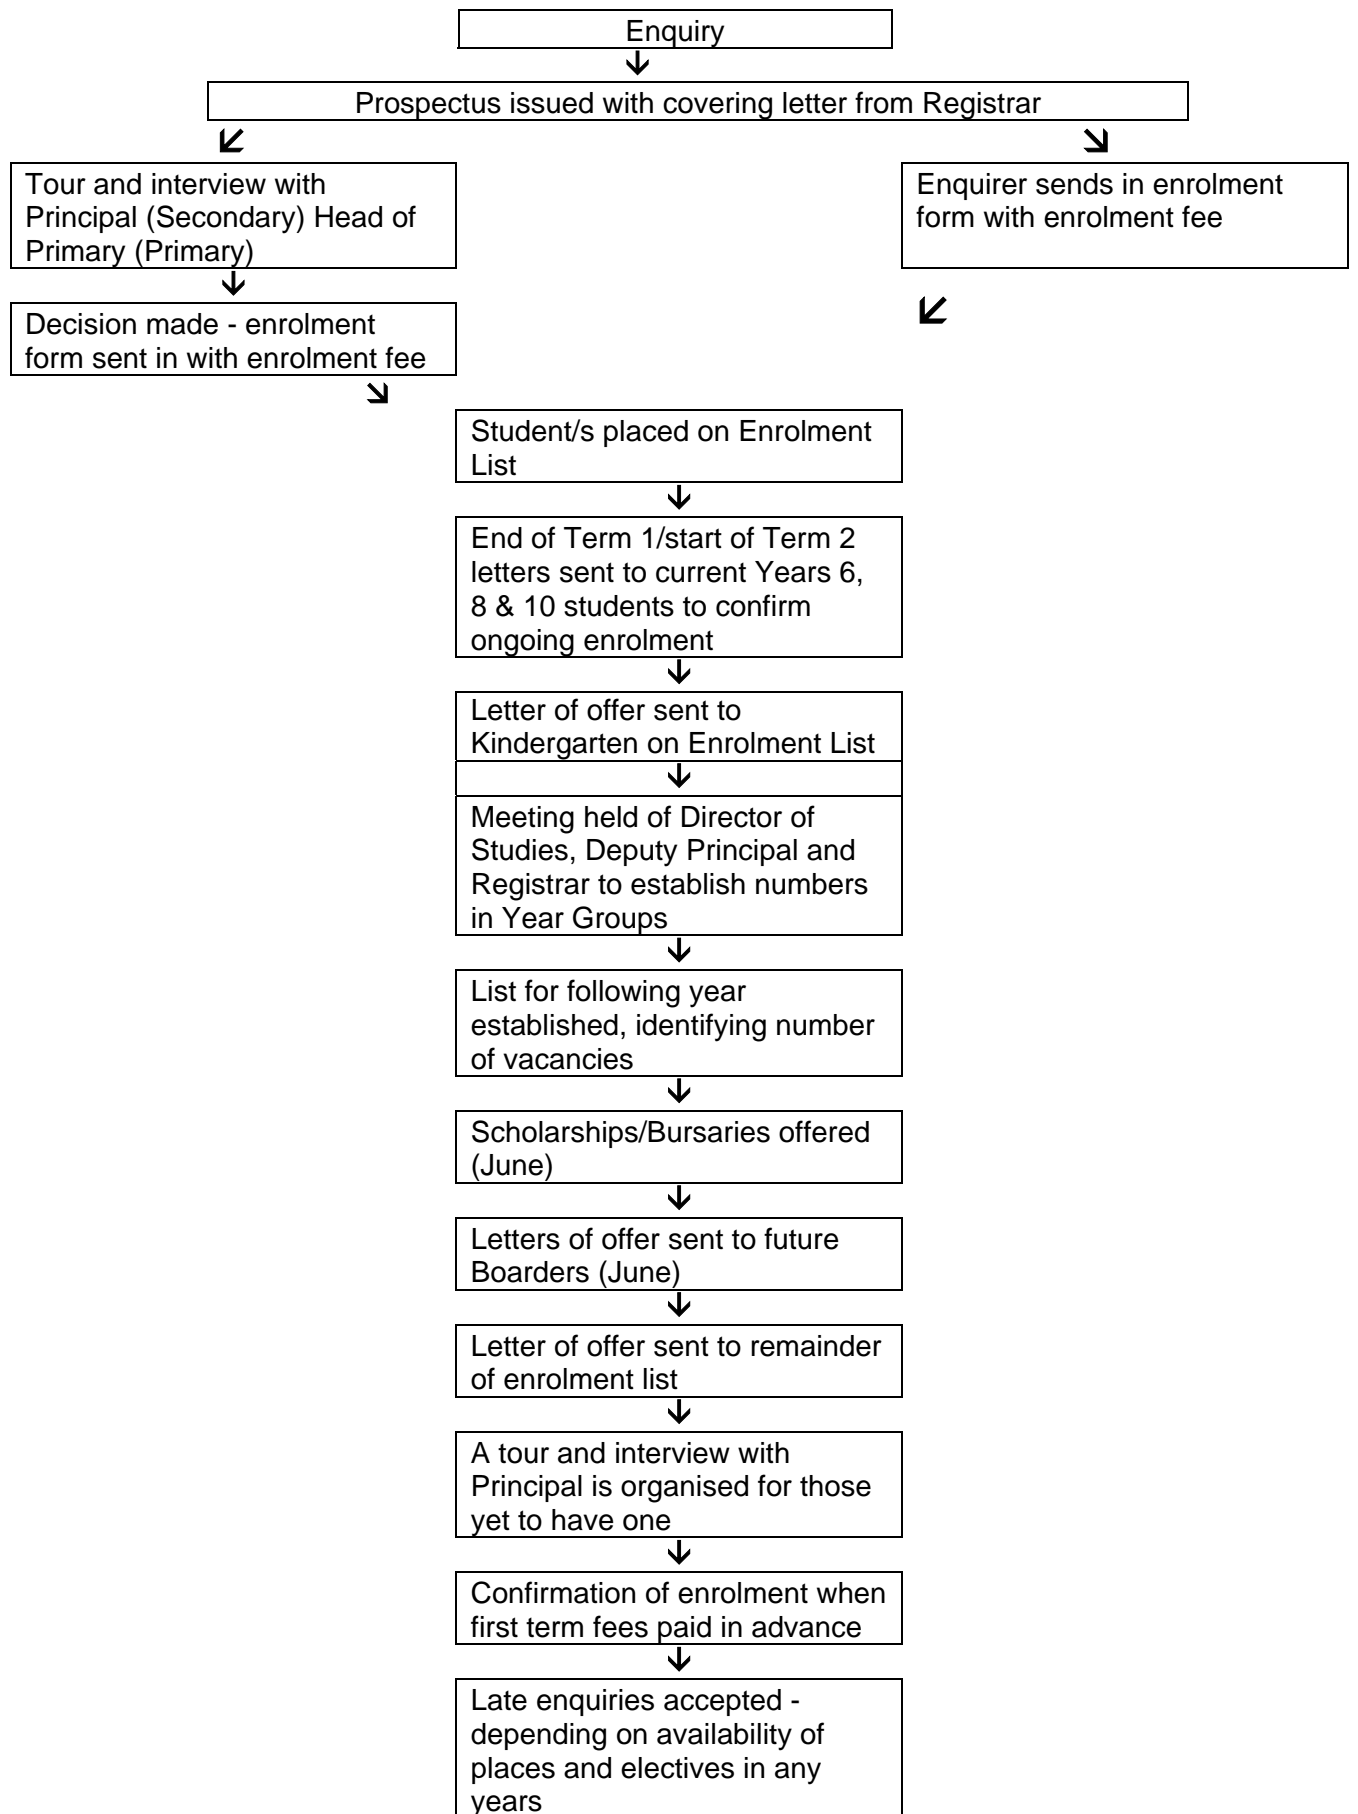 Enquiry
Prospectus issued with covering letter from Registrar
Tour and interview with
Principal (Secondary) Head of
Primary (Primary)
Enquirer sends in enrolment
form with enrolment fee
Decision made - enrolment
form sent in with enrolment fee
Student/s placed on Enrolment
List
End of Term 1/start of Term 2
letters sent to current Years 6,
8 & 10 students to confirm
ongoing enrolment
Letter of offer sent to
Kindergarten on Enrolment List
Meeting held of Director of
Studies, Deputy Principal and
Registrar to establish numbers
in Year Groups
List for following year
established, identifying number
of vacancies
Scholarships/Bursaries offered
(June)
Letters of offer sent to future
Boarders (June)
Letter of offer sent to remainder
of enrolment list
A tour and interview with
Principal is organised for those
yet to have one
Confirmation of enrolment when
first term fees paid in advance
Late enquiries accepted -
depending on availability of
places and electives in any
years